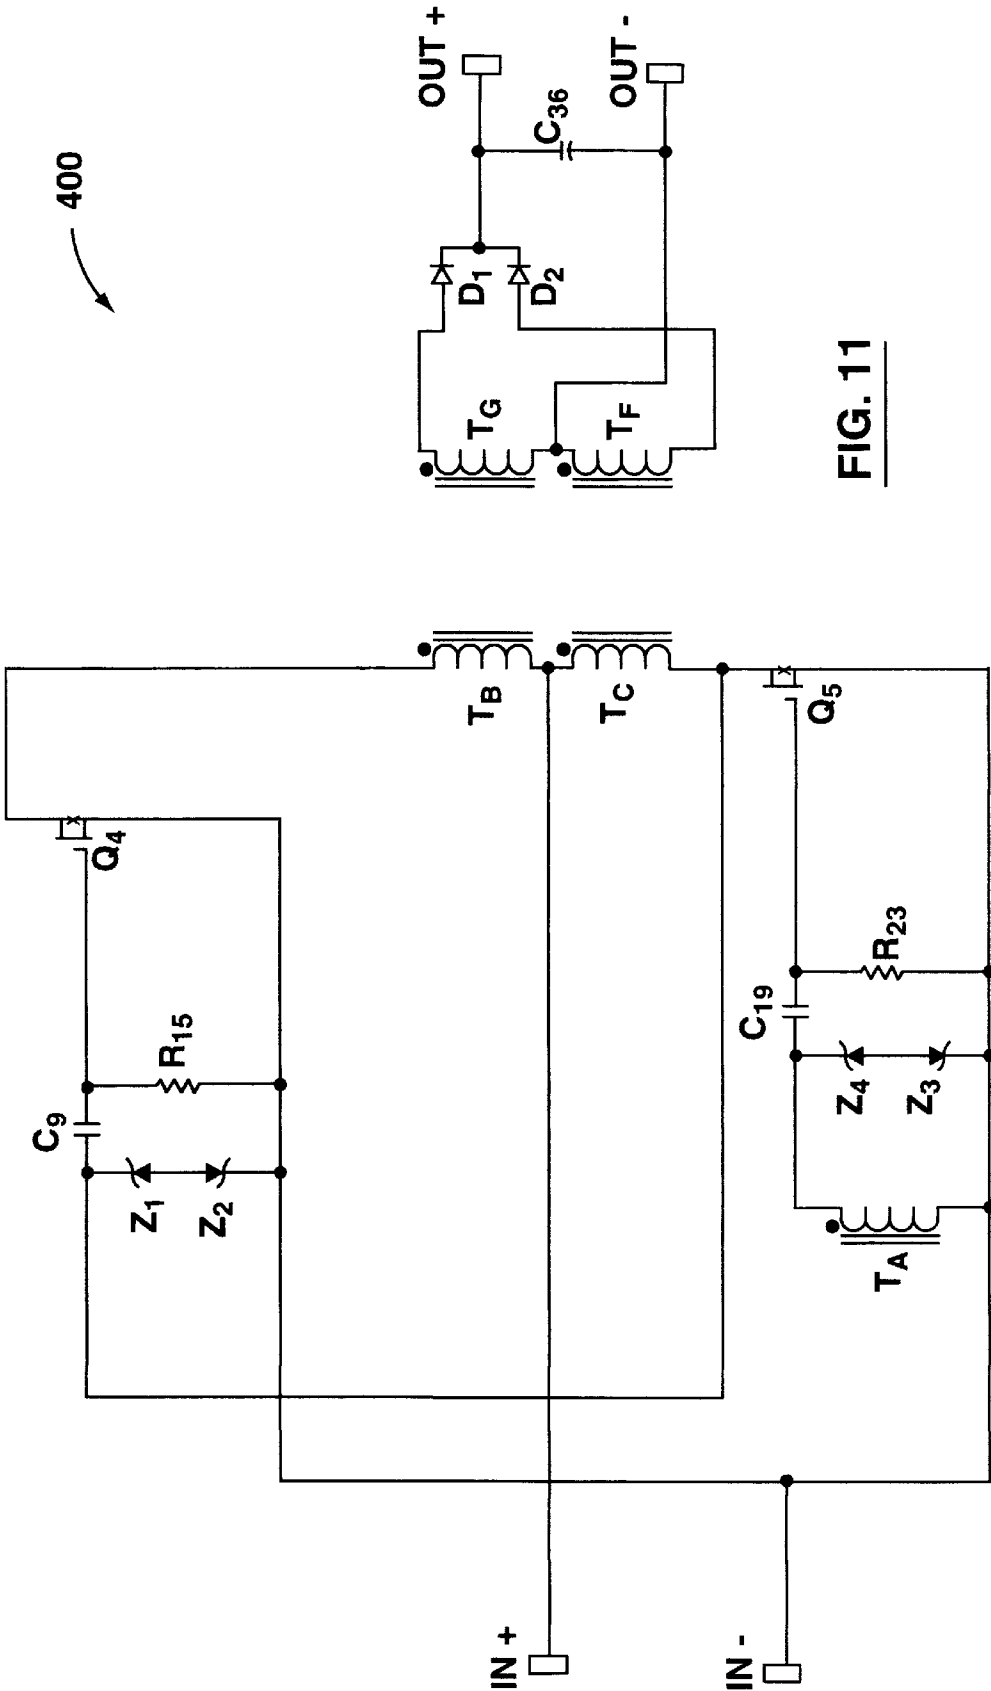 400
OUT +
OUT -
C36
D1
D2
TG
TF
FIG. 11
TB
TC
Q4
Q5
R15
C9
Z1
Z2
C19
R23
Z4
Z3
TA
IN +
IN -